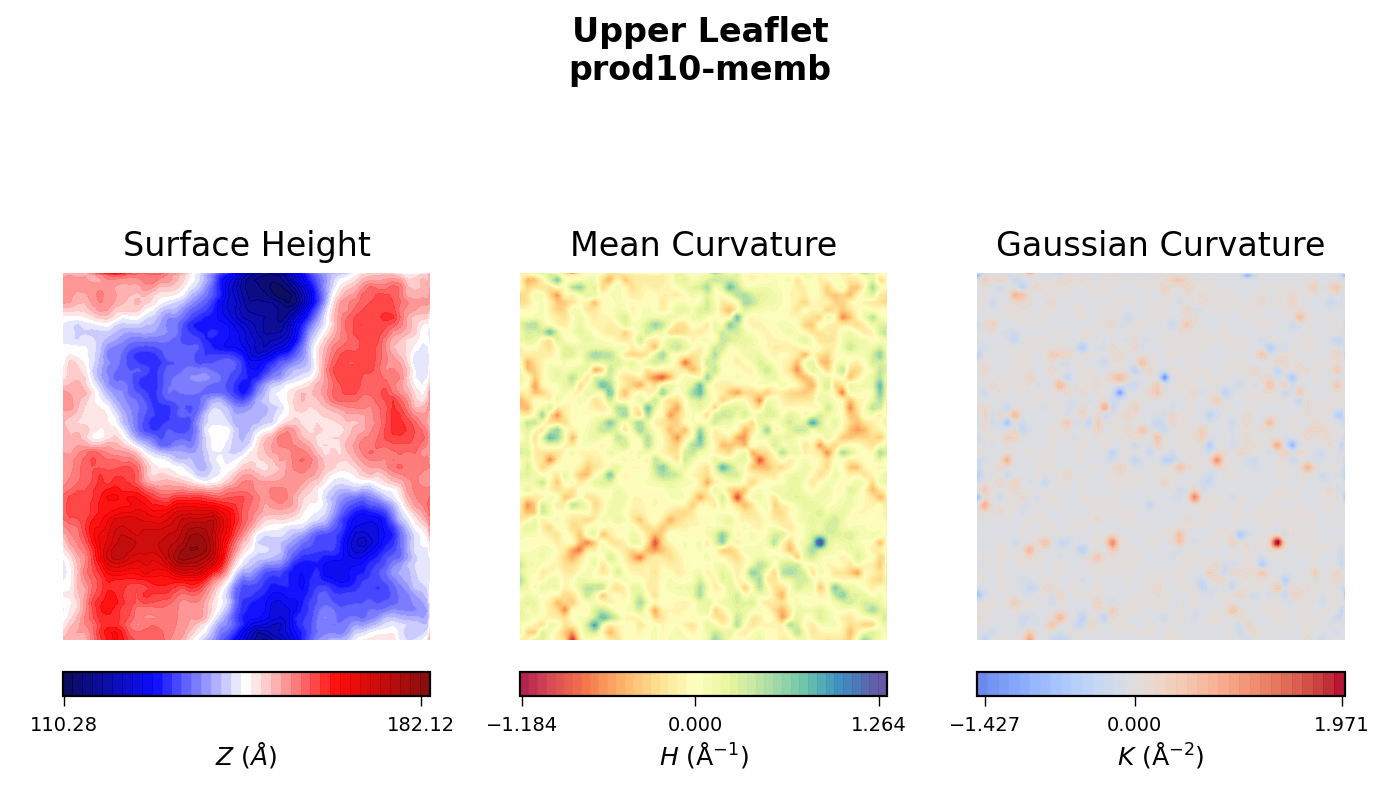 Upper Leaflet
prod10-memb
Surface Height
Mean Curvature
Gaussian Curvature
110.28
182.12
Z (Å)
−1.184
0.000
1.264
H (Å⁻¹)
−1.427
0.000
1.971
K (Å⁻²)